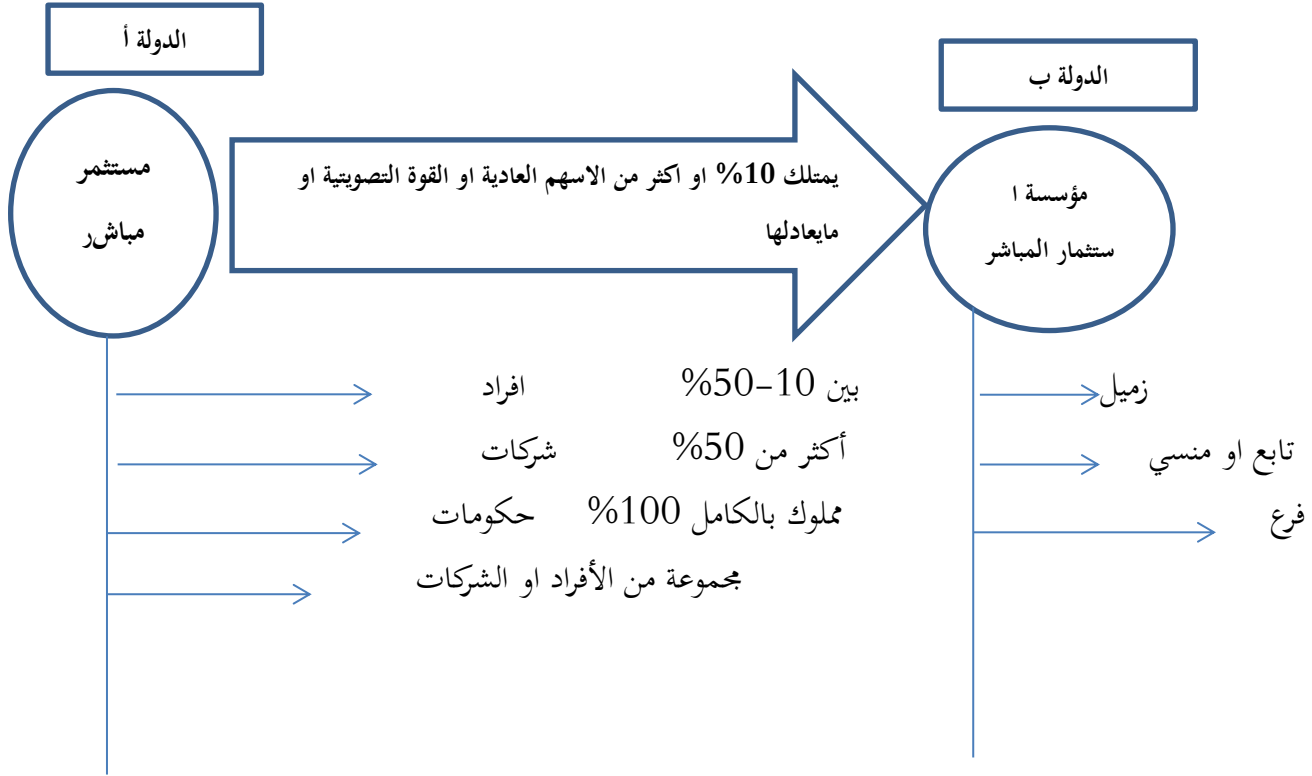 الدولة أ
الدولة ب
مستثمر
مباشر
يمتلك 10% او اكثر من الاسهم العادية او القوة التصويتية او
مايعادلها
مؤسسة ا
ستثمار المباشر
زميل
بين 10-50% افراد
تابع او منسي
أكثر من 50% شركات
فرع
مملوك بالكامل 100% حكومات
مجموعة من الأفراد او الشركات